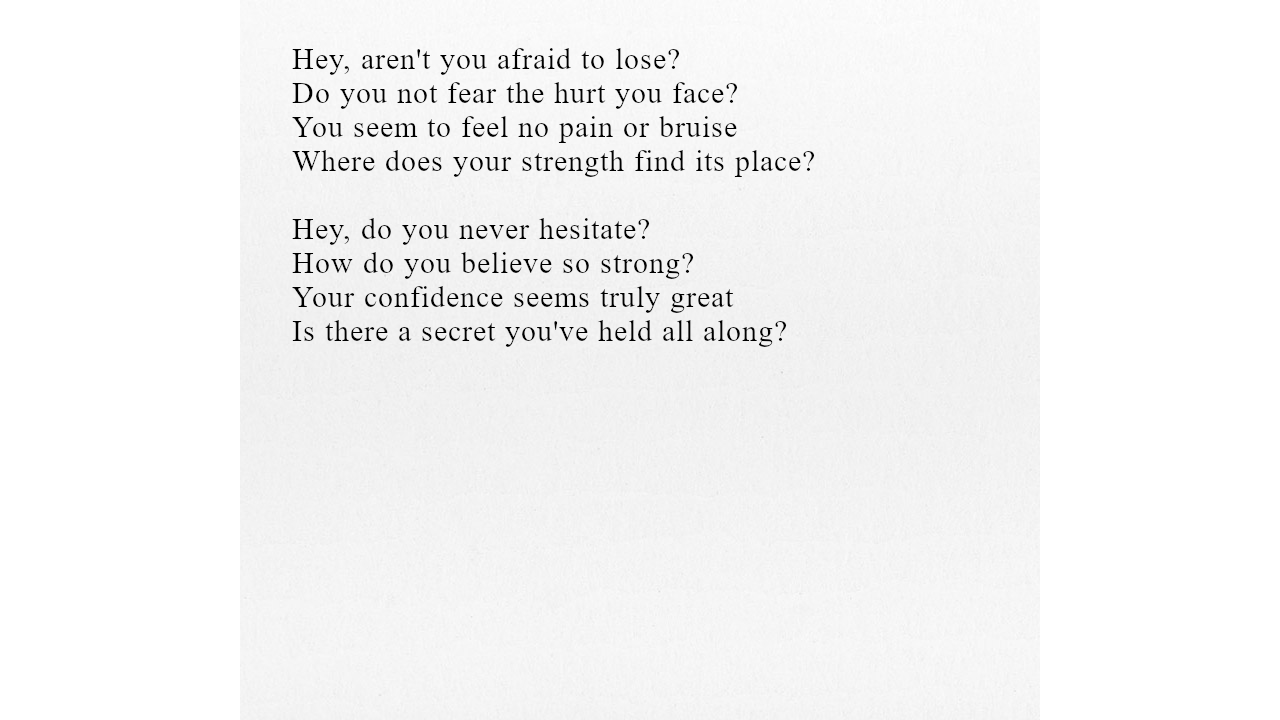 Hey, aren't you afraid to lose?
Do you not fear the hurt you face?
You seem to feel no pain or bruise
Where does your strength find its place?

Hey, do you never hesitate?
How do you believe so strong?
Your confidence seems truly great
Is there a secret you've held all along?